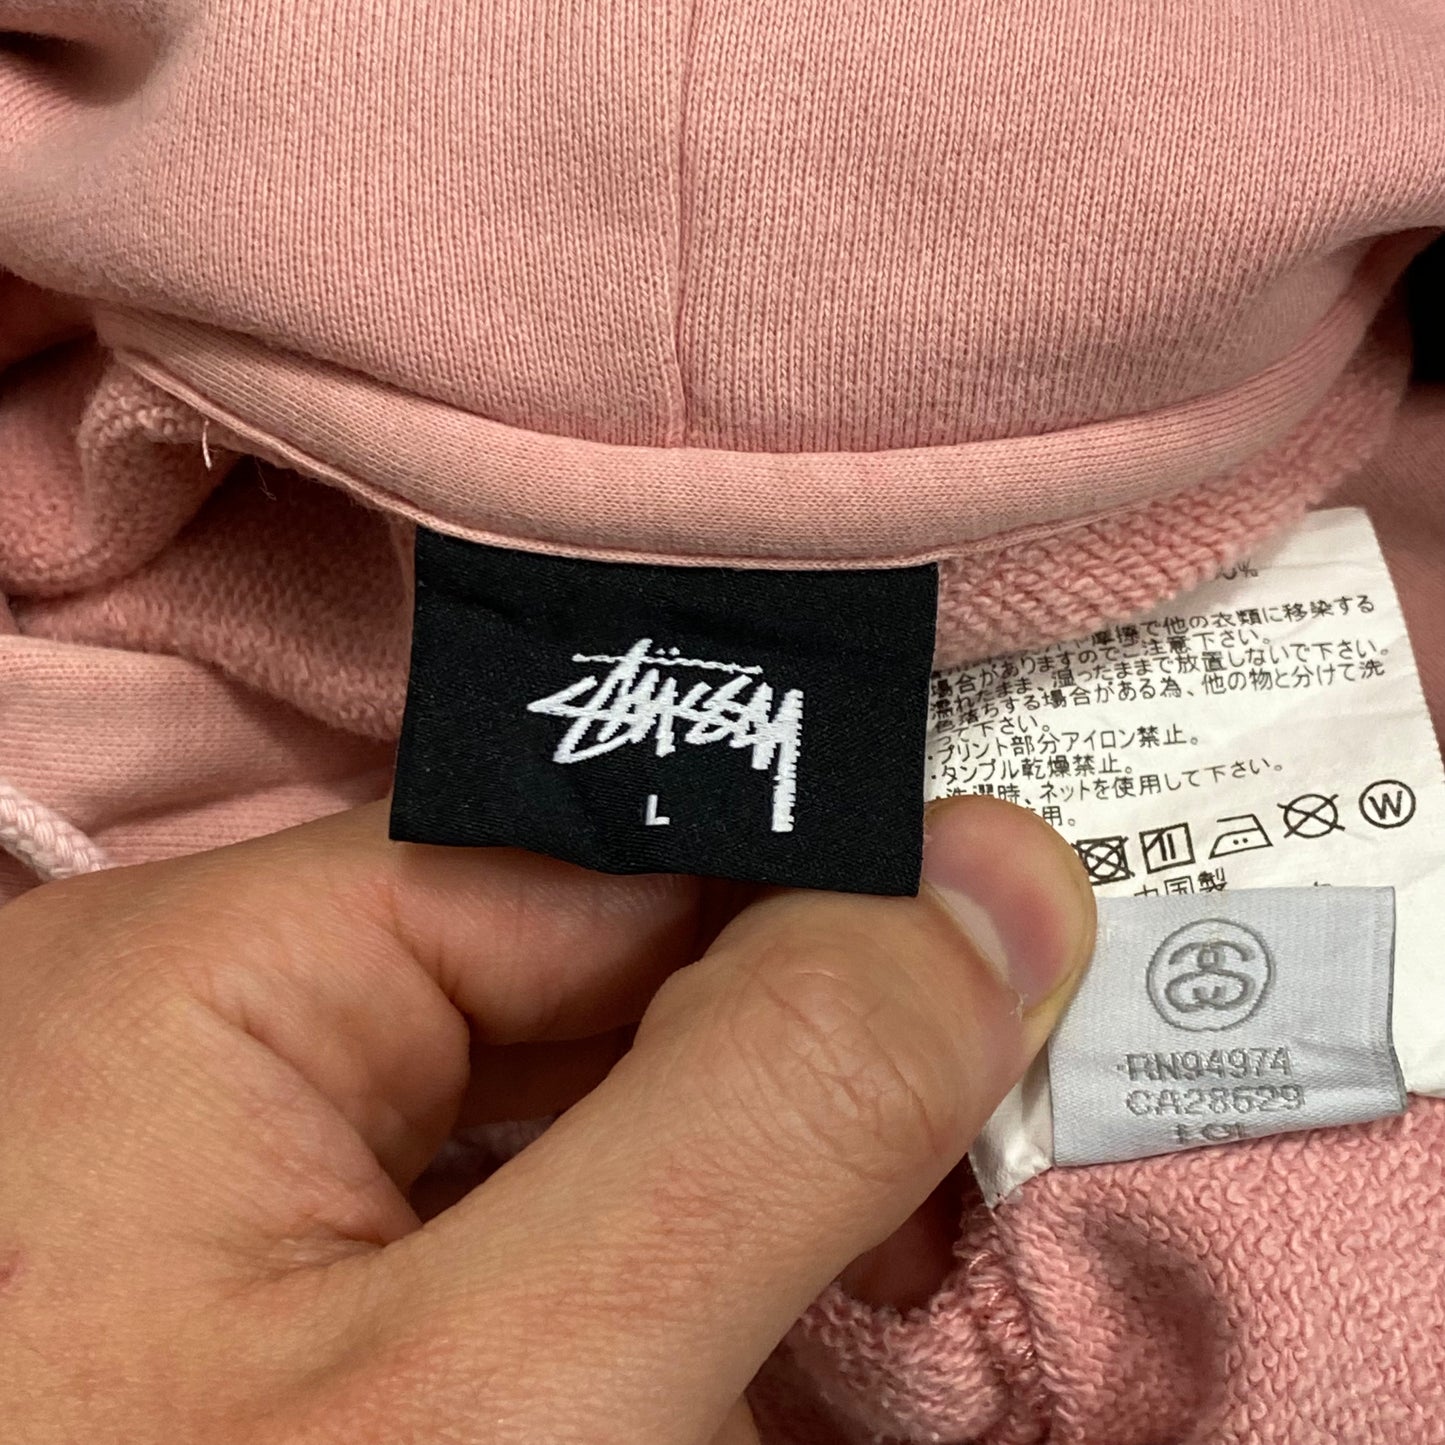 STÜSSY
L
%
摩擦で他の衣類に移染する
場合がありますのでご注意下さい。
濡れたまま、湿ったままで放置しないで下さい。
色落ちする場合がある為、他の物と分けて洗
って下さい。
・プリント部分アイロン禁止。
・タンブル乾燥禁止。
・洗濯時、ネットを使用して下さい。
用。
W
中国製
RN94974
CA28629